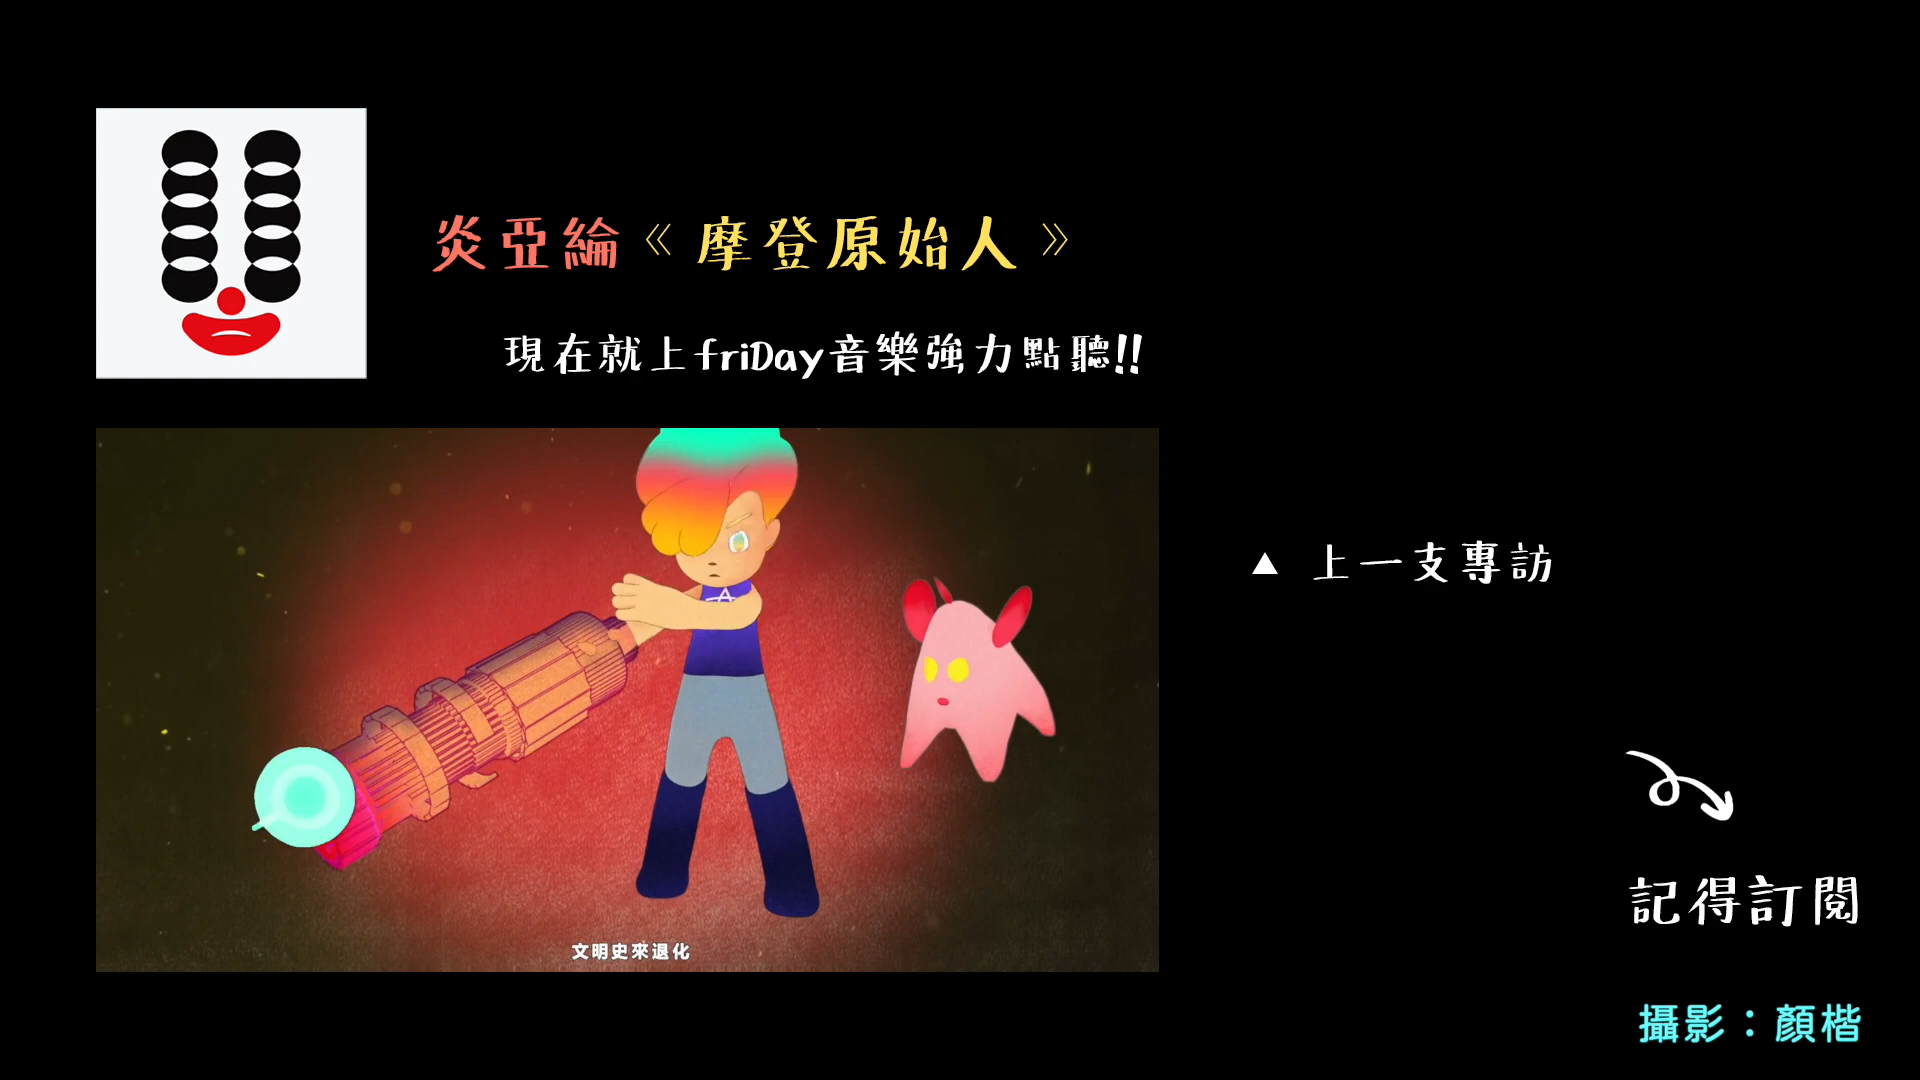 炎亞綸《摩登原始人》
現在就上friDay音樂強力點聽!!
▲ 上一支專訪
文明史來退化
記得訂閱
攝影：顏楷